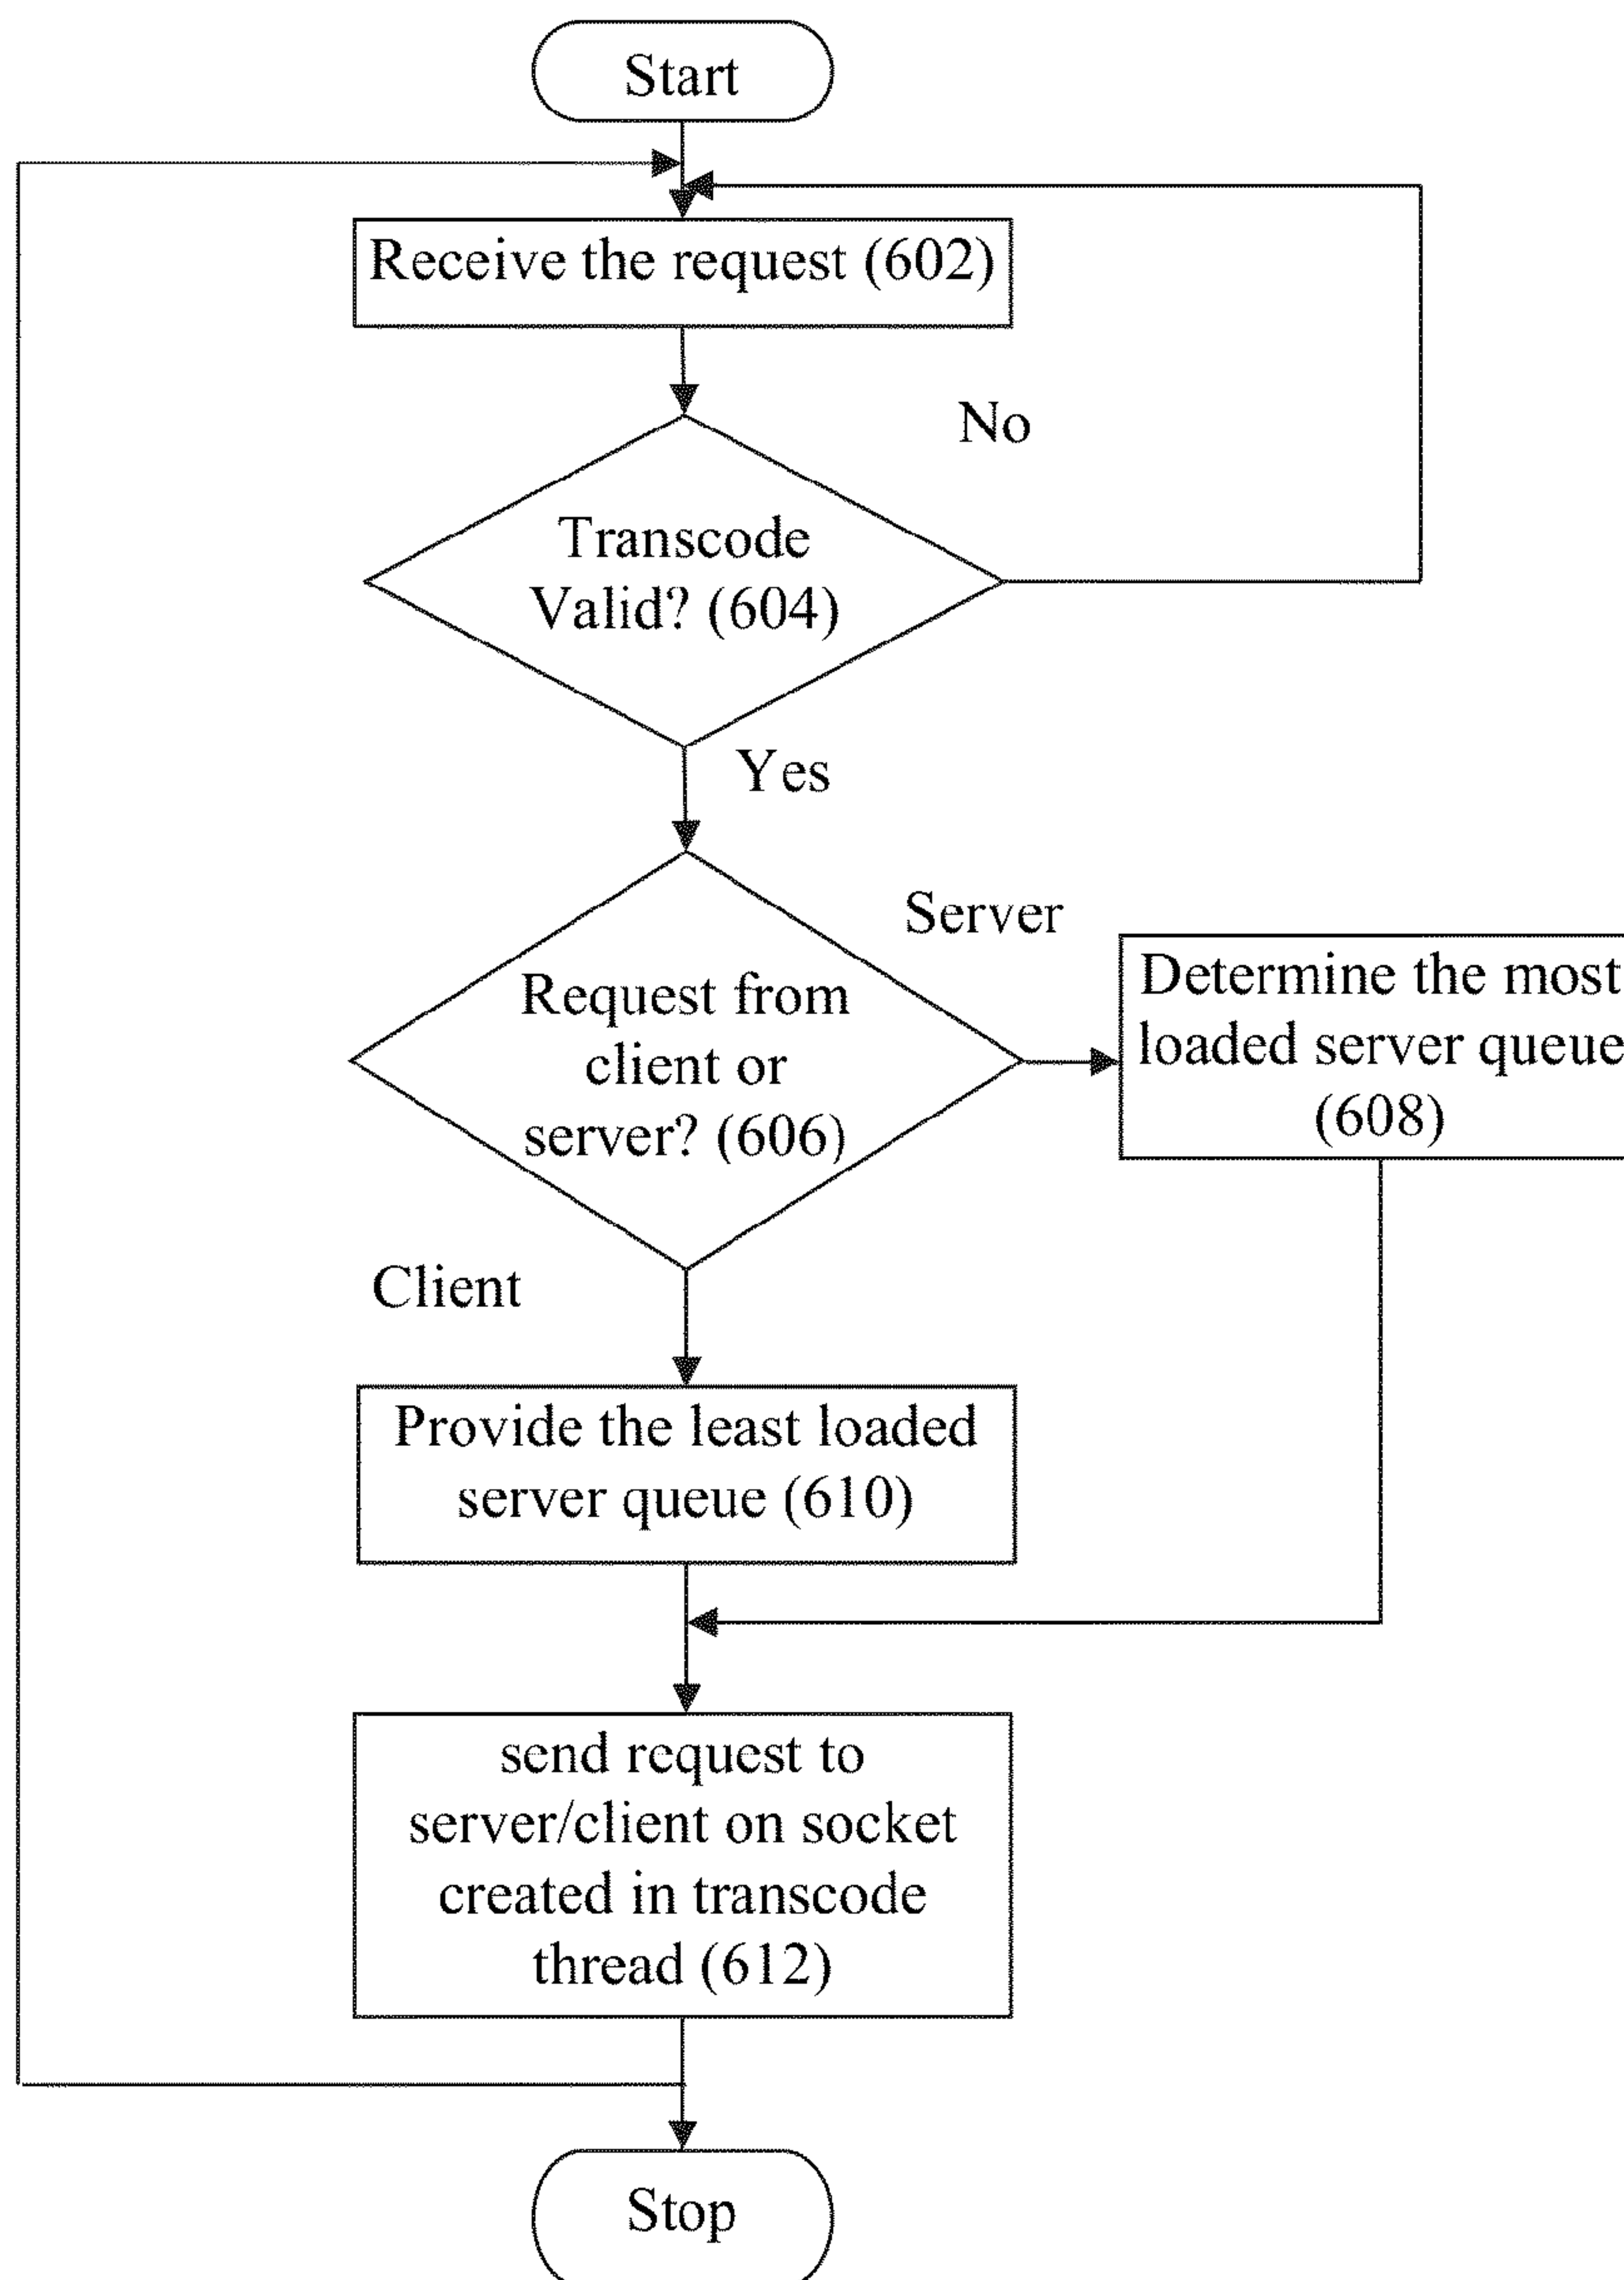 Start
Receive the request (602)
No
Transcode
Valid? (604)
Yes
Server
Request from
client or
server? (606)
Determine the most
loaded server queue
(608)
Client
Provide the least loaded
server queue (610)
send request to
server/client on socket
created in transcode
thread (612)
Stop